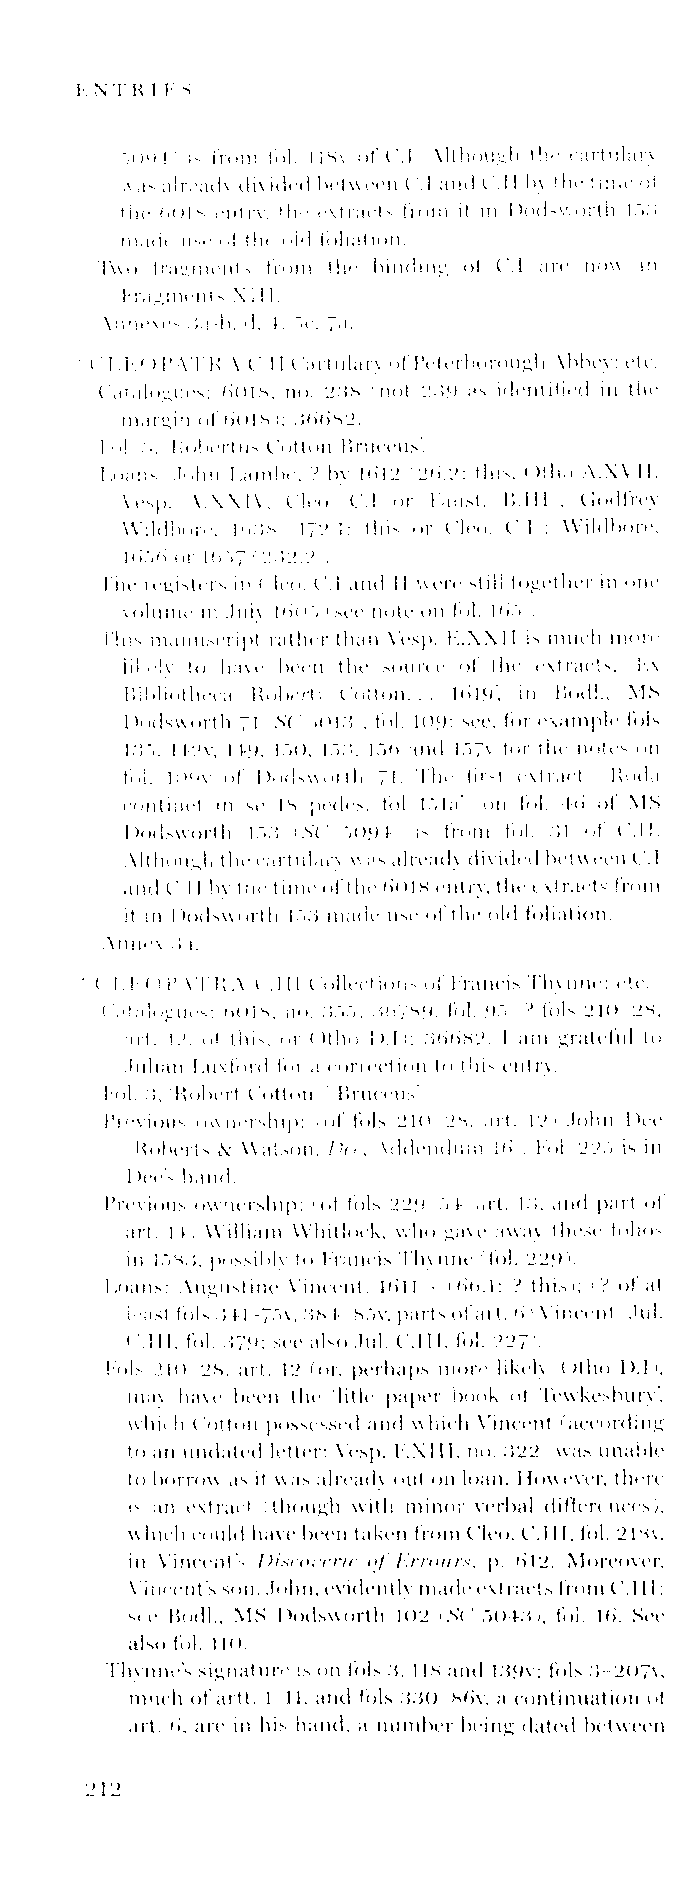 ENTRIES
5094) is from fol. 118v of C.I. Although the cartulary
was already divided between C.I and C.II by the time of
the 6018 entry, the extracts from it in Dodsworth 153
made use of the old foliation.
Two fragments from the binding of C.I are now in
Fragments XIII.
Annexes 3a-b, d, 4, 5c, 7a.
CLEOPATRA C.II Cartulary of Peterborough Abbey; etc.
Catalogues: 6018, no. 238 (not 239 as identified in the
margin of 6018); 36682.
Fol. 3, 'Robertus Cotton Bruceus'.
Loans: John Lambe, ? by 1612 (26.2: this, Otho A.XVII,
Vesp. A.XXIV, Cleo. C.I or Faust. B.III); Godfrey
Wildbore, 1638 (172.1: this or Cleo. C.I); Wildbore,
1656 or 1657 (232.2).
The registers in Cleo. C.I and II were still together in one
volume in July 1605 (see note on fol. 165).
This manuscript rather than Vesp. E.XXII is much more
likely to have been the source of the extracts, 'Ex
Bibliotheca Roberti Cotton... 1619', in Bodl., MS
Dodsworth 71 (SC 5013), fol. 109: see, for example fols
135, 142v, 149, 150, 153, 156 and 157v for the notes on
fol. 109v of Dodsworth 71. The first extract ('Roda
continet in se 18 pedes, fol 151a') on fol. 46 of MS
Dodsworth 153 (SC 5094) is from fol. 31 of C.II.
Although the cartulary was already divided between C.I
and C.II by the time of the 6018 entry, the extracts from
it in Dodsworth 153 made use of the old foliation.
Annex 3a.
CLEOPATRA C.III Collections of Francis Thynne; etc.
Catalogues: 6018, no. 355; 36789, fol. 95 (? fols 210-28,
art. 12, of this, or Otho D.I); 36682. I am grateful to
Julian Luxford for a correction to this entry.
Fol. 3, 'Robert Cotton Bruceus'.
Previous ownership: (of fols 210-28, art. 12) John Dee
(Roberts & Watson, Dee, Addendum 16). Fol. 225 is in
Dee's hand.
Previous ownership: (of fols 229-54, art. 13, and part of
art. 14) William Whitlock, who gave away these folios
in 1583, possibly to Francis Thynne (fol. 229).
Loans: Augustine Vincent, 1611 (66.1: ? this); (? of at
least fols 341-75v, 384-85v, parts of art. 6) Vincent (Jul.
C.III, fol. 379: see also Jul. C.III, fol. 227).
Fols 210-28, art. 12 (or, perhaps more likely, Otho D.I),
may have been the 'litle paper book of Tewkesbury',
which Cotton possessed and which Vincent (according
to an undated letter: Vesp. F.XIII, no. 322) was unable
to borrow as it was already out on loan. However, there
is an extract (though with minor verbal differences),
which could have been taken from Cleo. C.III, fol. 218v,
in Vincent's Discoverie of Errours, p. 612. Moreover,
Vincent's son, John, evidently made extracts from C.III:
see Bodl., MS Dodsworth 102 (SC 5043), fol. 16. See
also fol. 110.
Thynne's signature is on fols 3, 118 and 139v; fols 3-207v,
much of artt. 1-11, and fols 330-86v, a continuation of
art. 6, are in his hand, a number being dated between
212